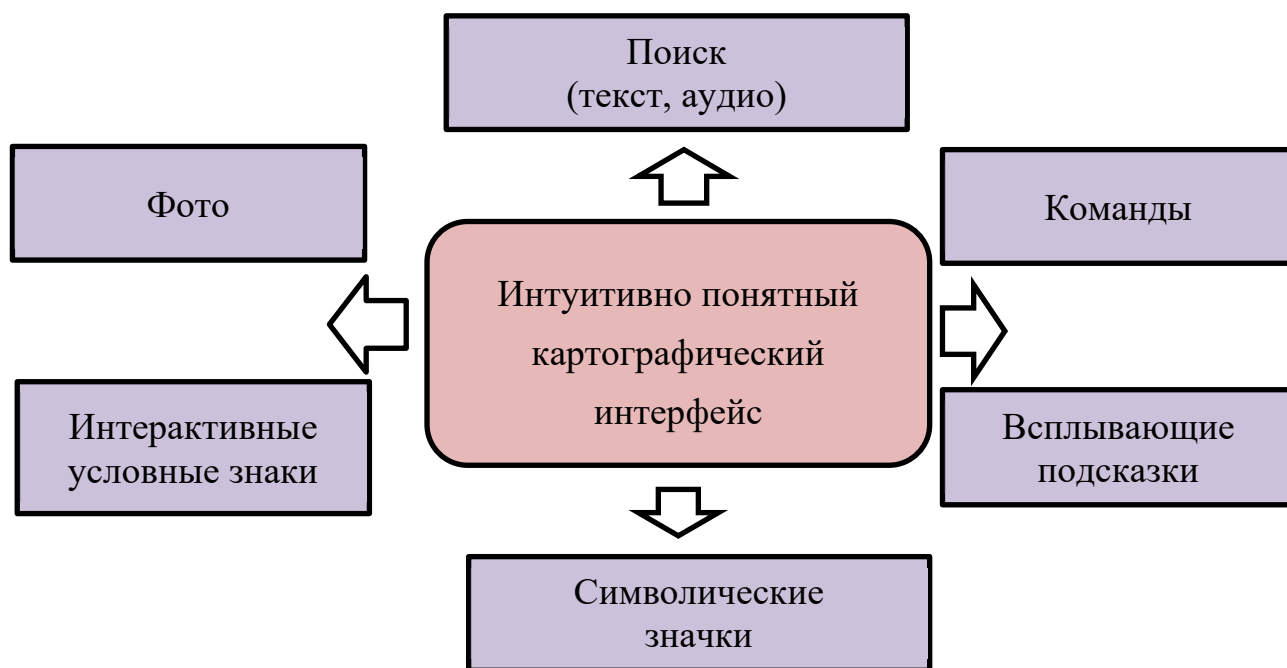 Поиск
(текст, аудио)
Фото
Команды
Интуитивно понятный
картографический
интерфейс
Интерактивные
условные знаки
Всплывающие
подсказки
Символические
значки